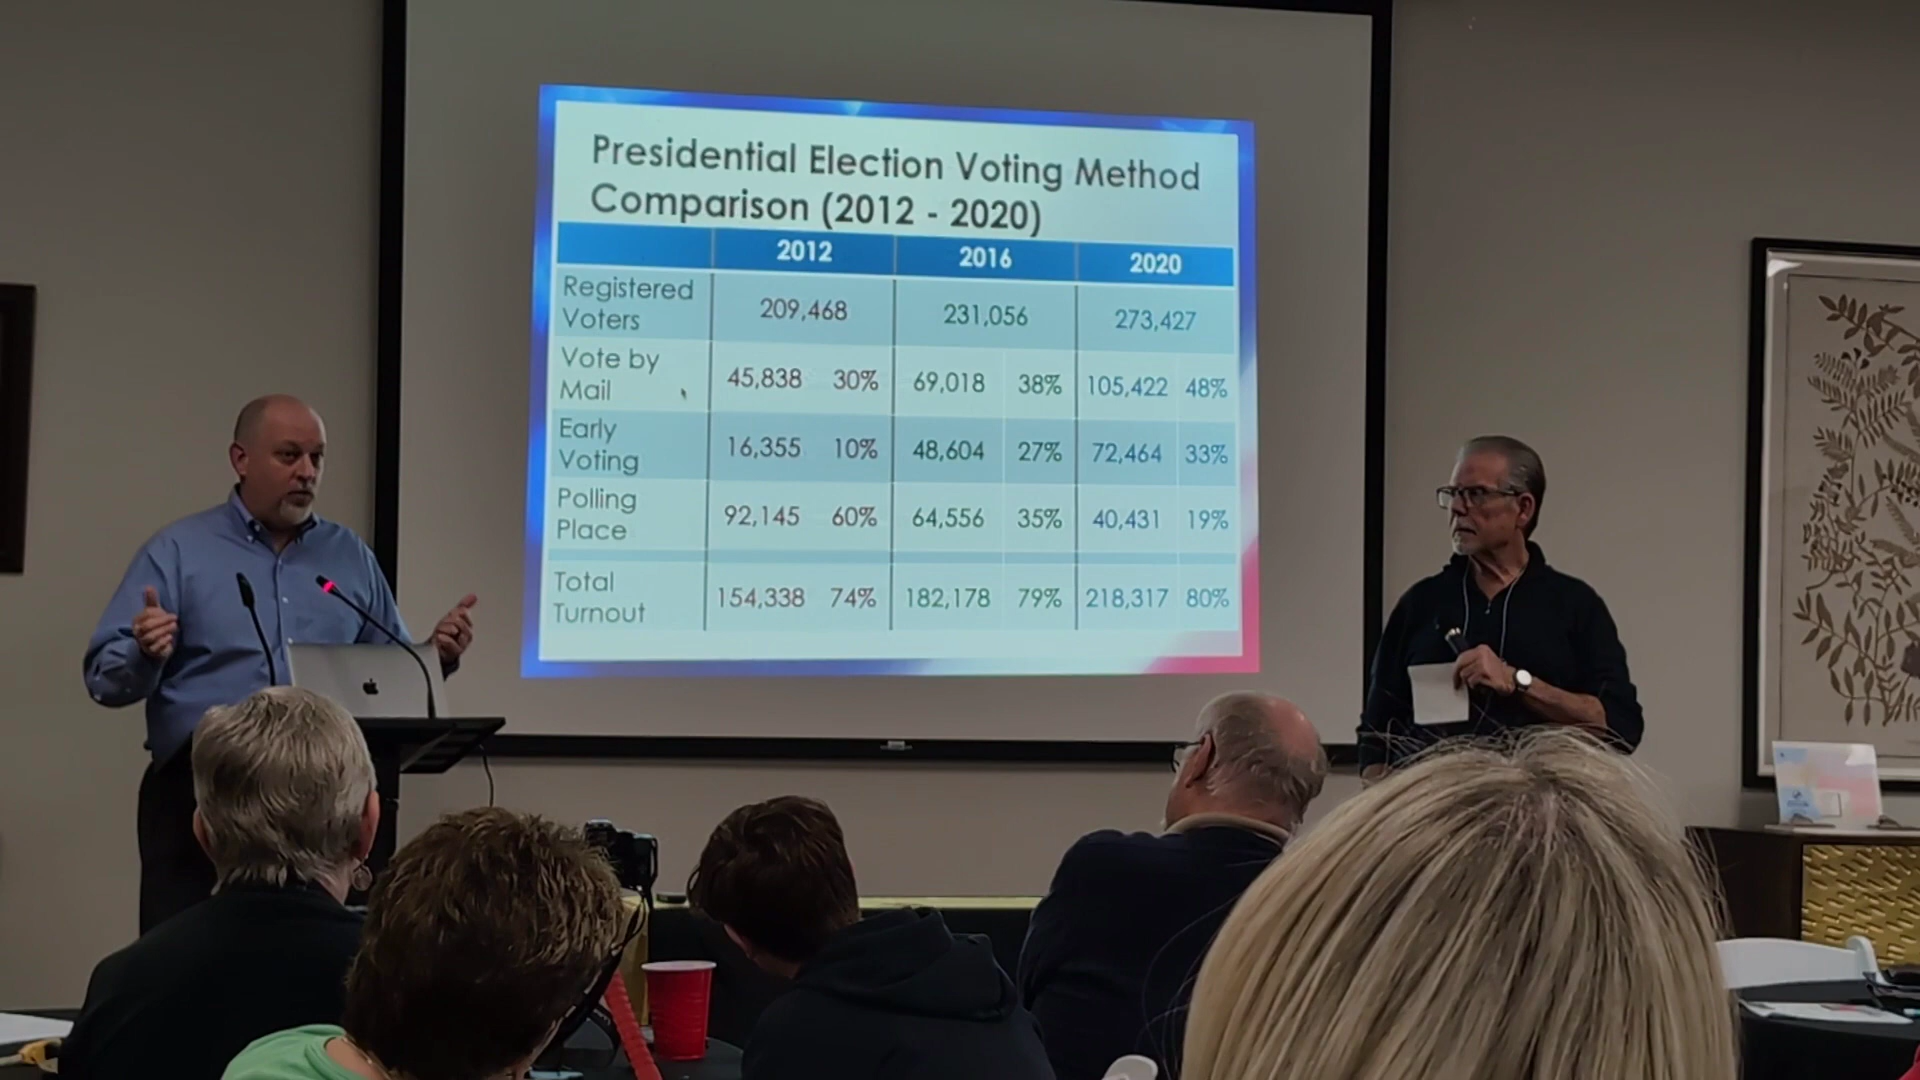 Presidential Election Voting Method
Comparison (2012 - 2020)
2012 2016 2020
Registered
Voters
209,468 231,056 273,427
Vote by
Mail
45,838 30% 69,018 38% 105,422 48%
Early
Voting
16,355 10% 48,604 27% 72,464 33%
Polling
Place
92,145 60% 64,556 35% 40,431 19%
Total
Turnout
154,338 74% 182,178 79% 218,317 80%